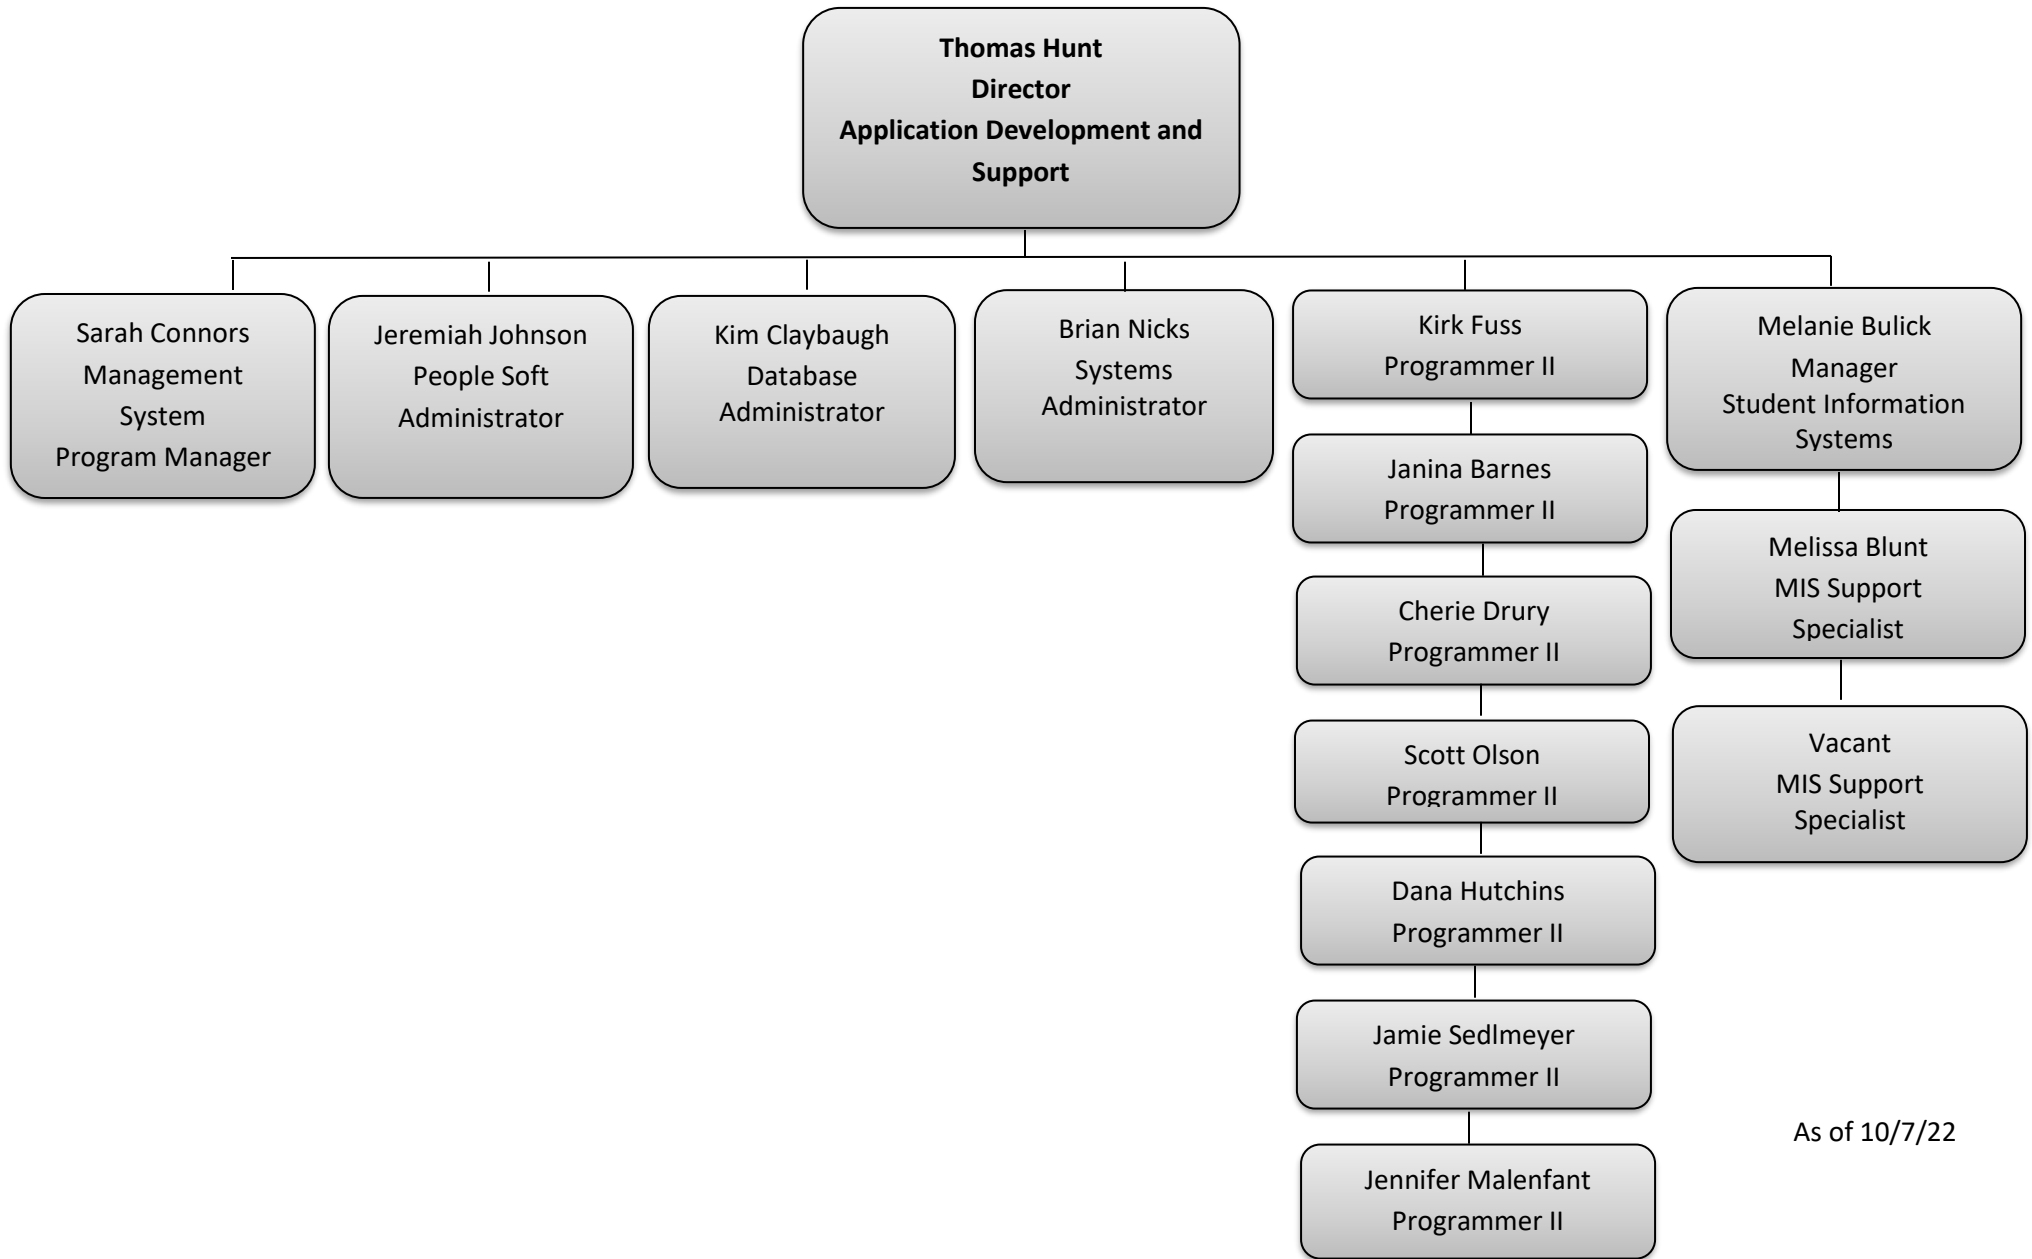 Thomas Hunt
Director
Application Development and
Support
Sarah Connors
Management
System
Program Manager
Jeremiah Johnson
People Soft
Administrator
Kim Claybaugh
Database
Administrator
Brian Nicks
Systems
Administrator
Kirk Fuss
Programmer II
Janina Barnes
Programmer II
Cherie Drury
Programmer II
Scott Olson
Programmer II
Dana Hutchins
Programmer II
Jamie Sedlmeyer
Programmer II
Jennifer Malenfant
Programmer II
Melanie Bulick
Manager
Student Information
Systems
Melissa Blunt
MIS Support
Specialist
Vacant
MIS Support
Specialist
As of 10/7/22